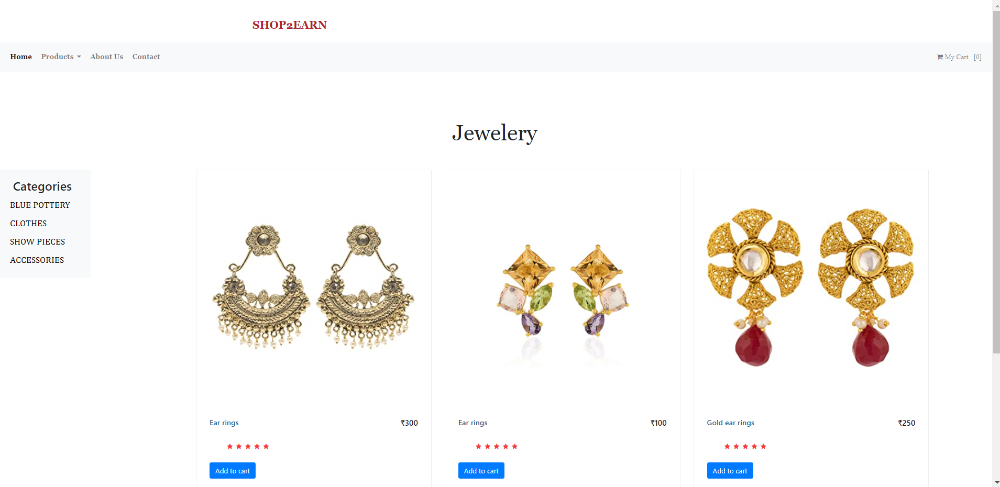 SHOP2EARN
Home Products About Us Contact My Cart [0]
Jewelery
Categories
BLUE POTTERY
CLOTHES
SHOW PIECES
ACCESSORIES
Ear rings ₹300
Add to cart
Ear rings ₹100
Add to cart
Gold ear rings ₹250
Add to cart